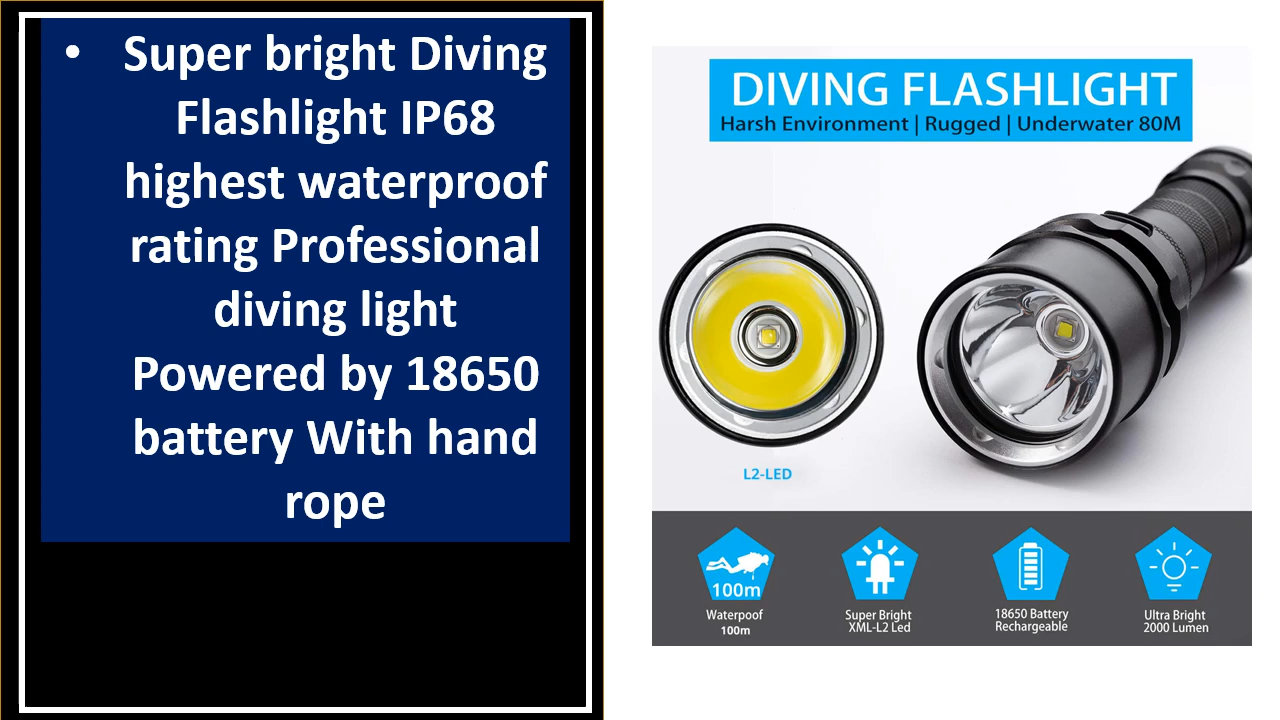 • Super bright Diving
Flashlight IP68
highest waterproof
rating Professional
diving light
Powered by 18650
battery With hand
rope
DIVING FLASHLIGHT
Harsh Environment | Rugged | Underwater 80M
L2-LED
100m
Waterpoof
100m
Super Bright
XML-L2 Led
18650 Battery
Rechargeable
Ultra Bright
2000 Lumen